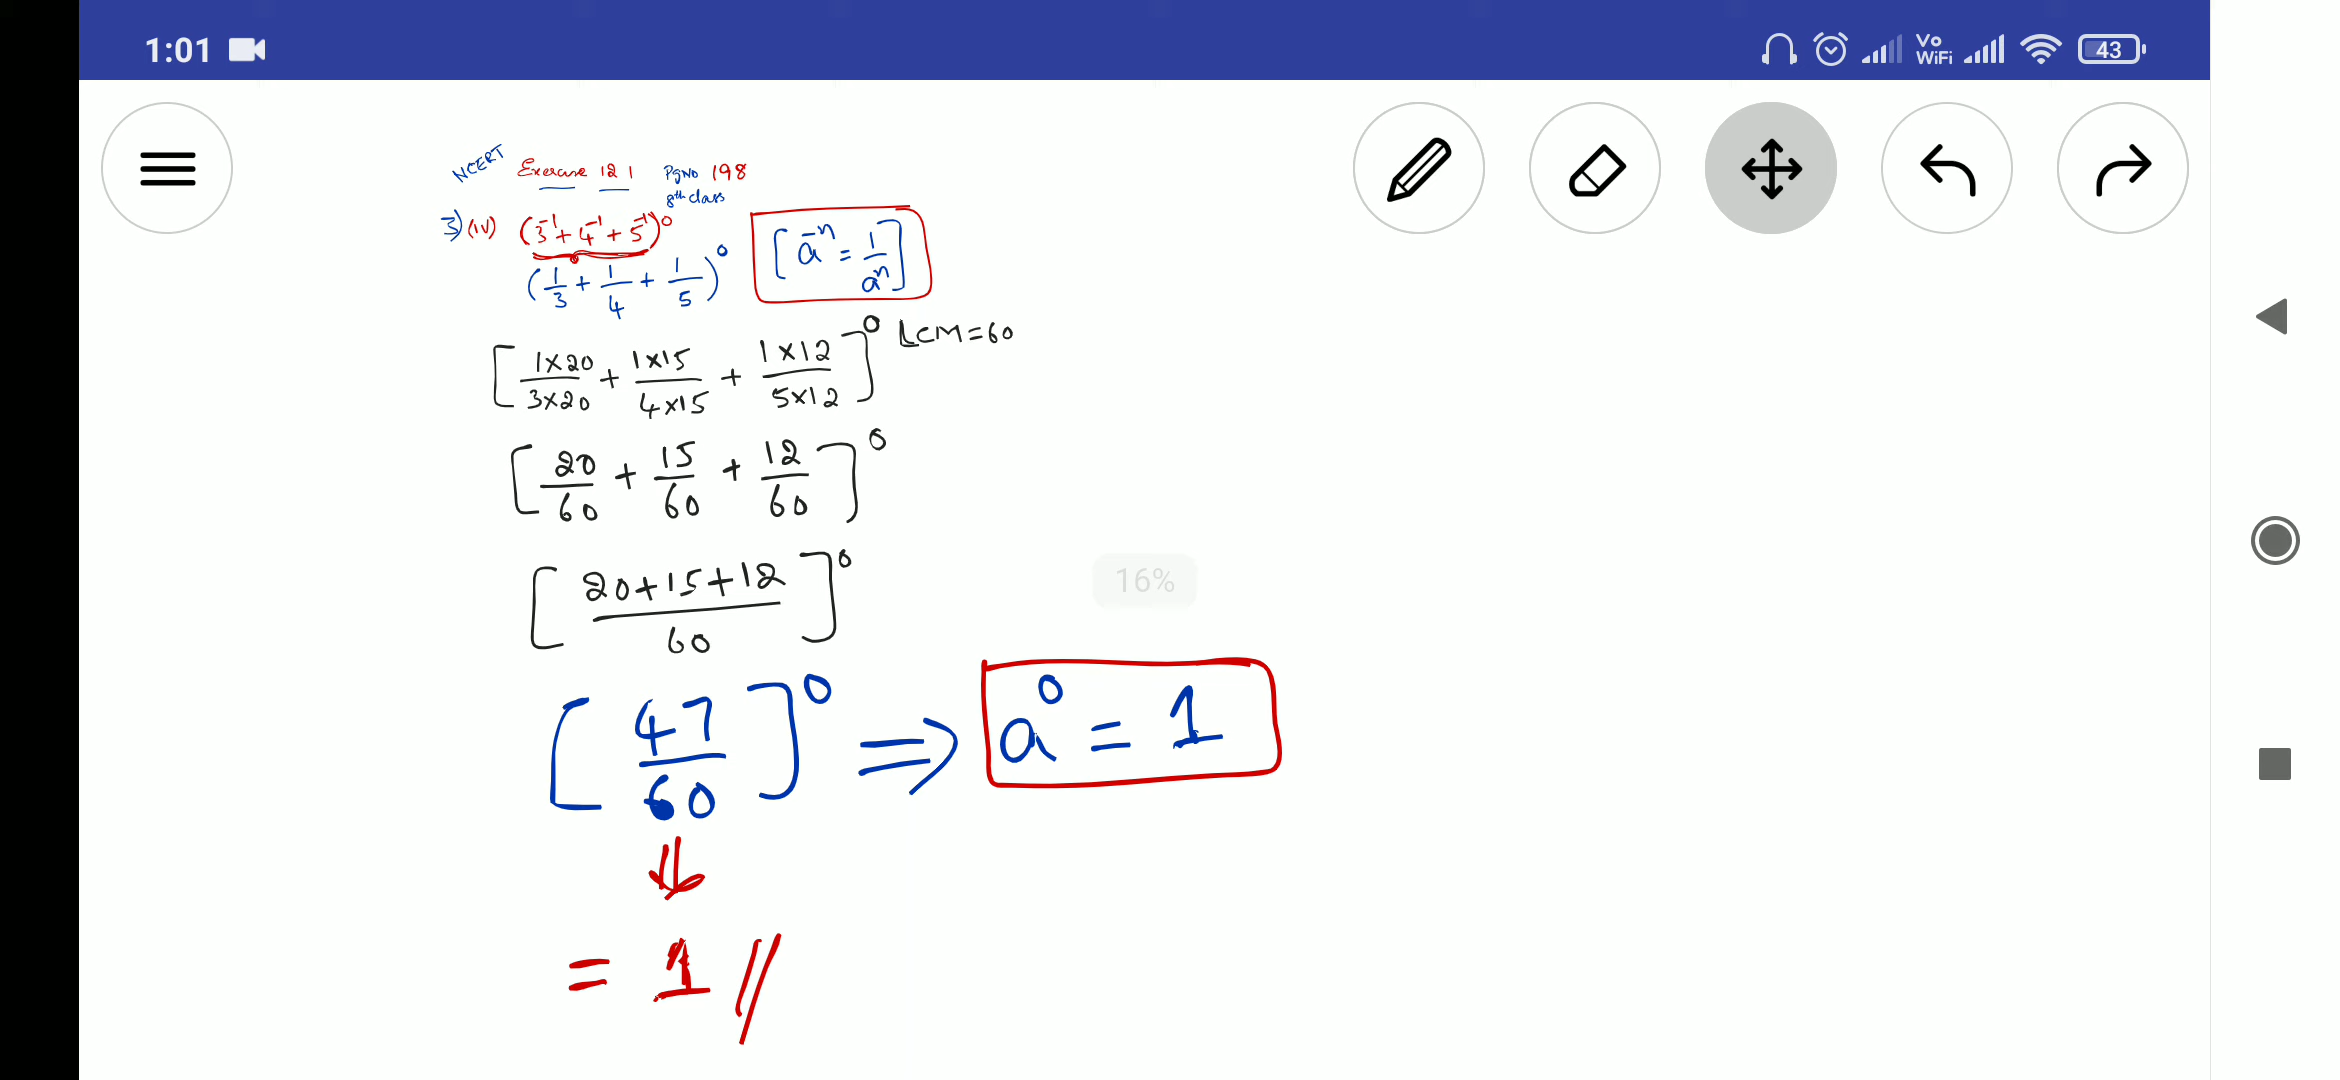 1:01 Vo WiFi 43
NCERT Exercise 12 1 Pg No 198
8th class
3) (iv) (3⁻¹ + 4⁻¹ + 5⁻¹)⁰
(1/3 + 1/4 + 1/5)⁰ [a⁻ⁿ = 1/aⁿ]
[1×20/3×20 + 1×15/4×15 + 1×12/5×12]⁰ LCM = 60
[20/60 + 15/60 + 12/60]⁰
[20+15+12/60]⁰
16%
[47/60]⁰ ⇒ a⁰ = 1
= 1 //